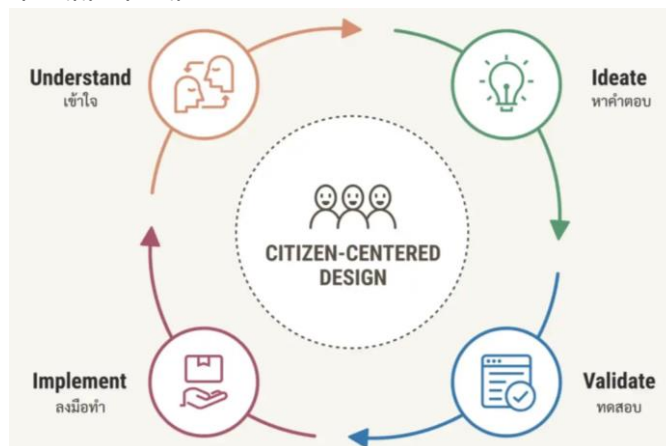 Understand
เข้าใจ
Ideate
หาคำตอบ
CITIZEN-CENTERED
DESIGN
Implement
ลงมือทำ
Validate
ทดสอบ